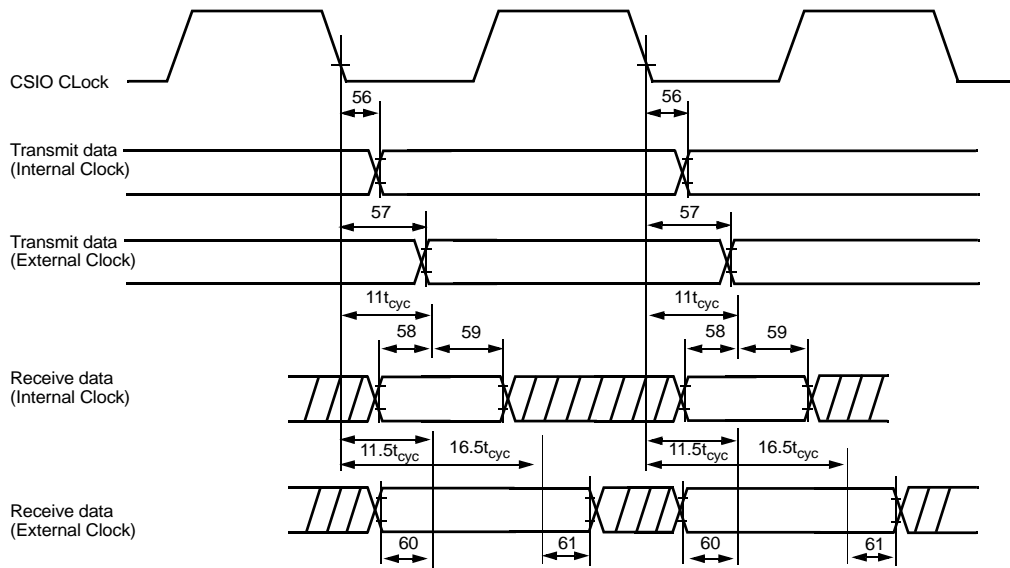 CSIO CLock
56 56
Transmit data
(Internal Clock)
57 57
Transmit data
(External Clock)
11tcyc 11tcyc
58 59 58 59
Receive data
(Internal Clock)
11.5tcyc 16.5tcyc 11.5tcyc 16.5tcyc
Receive data
(External Clock)
60 61 60 61